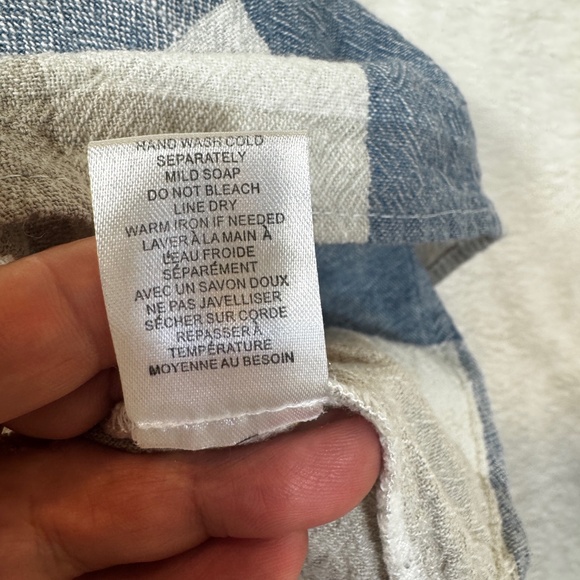 HAND WASH COLD
SEPARATELY
MILD SOAP
DO NOT BLEACH
LINE DRY
WARM IRON IF NEEDED
LAVER À LA MAIN À
L'EAU FROIDE
SÉPARÉMENT
AVEC UN SAVON DOUX
NE PAS JAVELLISER
SÉCHER SUR CORDE
REPASSER À
TEMPÉRATURE
MOYENNE AU BESOIN